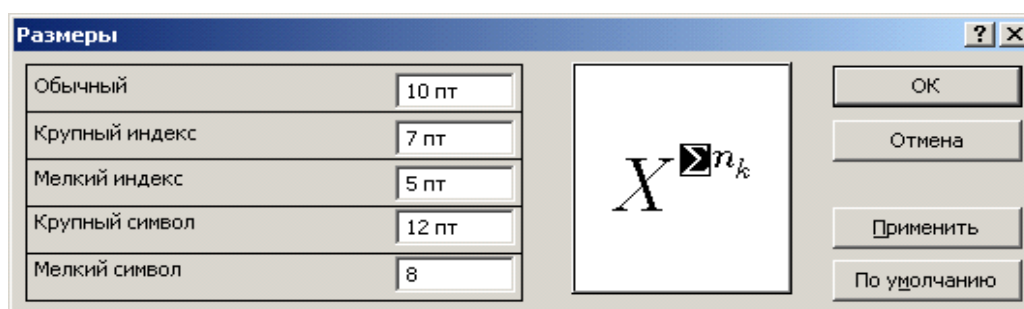 Размеры
Обычный 10 пт
Крупный индекс 7 пт
Мелкий индекс 5 пт
Крупный символ 12 пт
Мелкий символ 8
X Σ n k
ОК
Отмена
Применить
По умолчанию